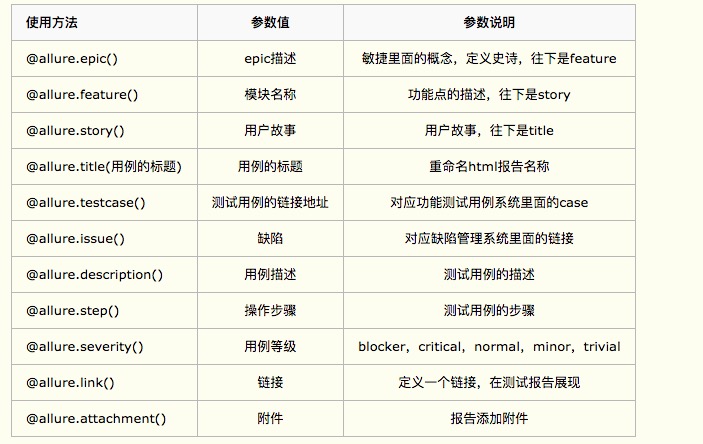 使用方法 参数值 参数说明
@allure.epic() epic描述 敏捷里面的概念，定义史诗，往下是feature
@allure.feature() 模块名称 功能点的描述，往下是story
@allure.story() 用户故事 用户故事，往下是title
@allure.title(用例的标题) 用例的标题 重命名html报告名称
@allure.testcase() 测试用例的链接地址 对应功能测试用例系统里面的case
@allure.issue() 缺陷 对应缺陷管理系统里面的链接
@allure.description() 用例描述 测试用例的描述
@allure.step() 操作步骤 测试用例的步骤
@allure.severity() 用例等级 blocker，critical，normal，minor，trivial
@allure.link() 链接 定义一个链接，在测试报告展现
@allure.attachment() 附件 报告添加附件